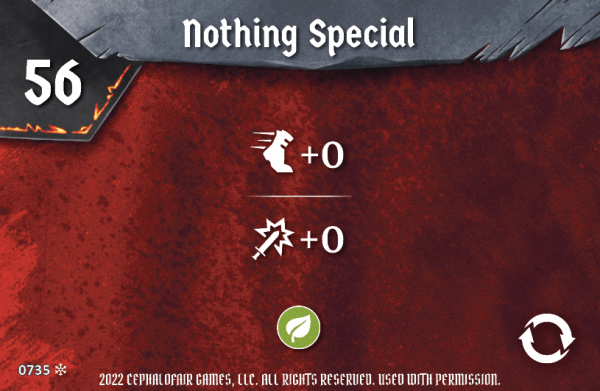 Nothing Special
56
+0
+0
0735
2022 CEPHALOFAIR GAMES, LLC. ALL RIGHTS RESERVED. USED WITH PERMISSION.